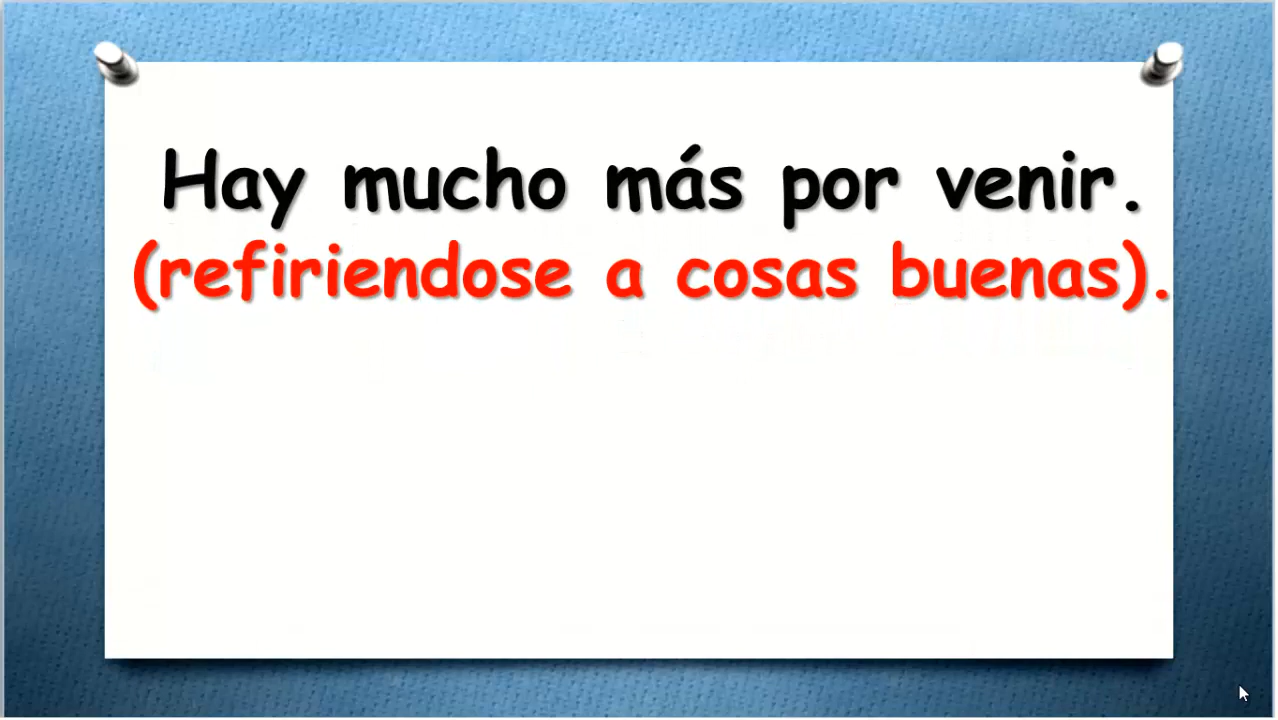 Hay mucho más por venir.
(refiriendose a cosas buenas).